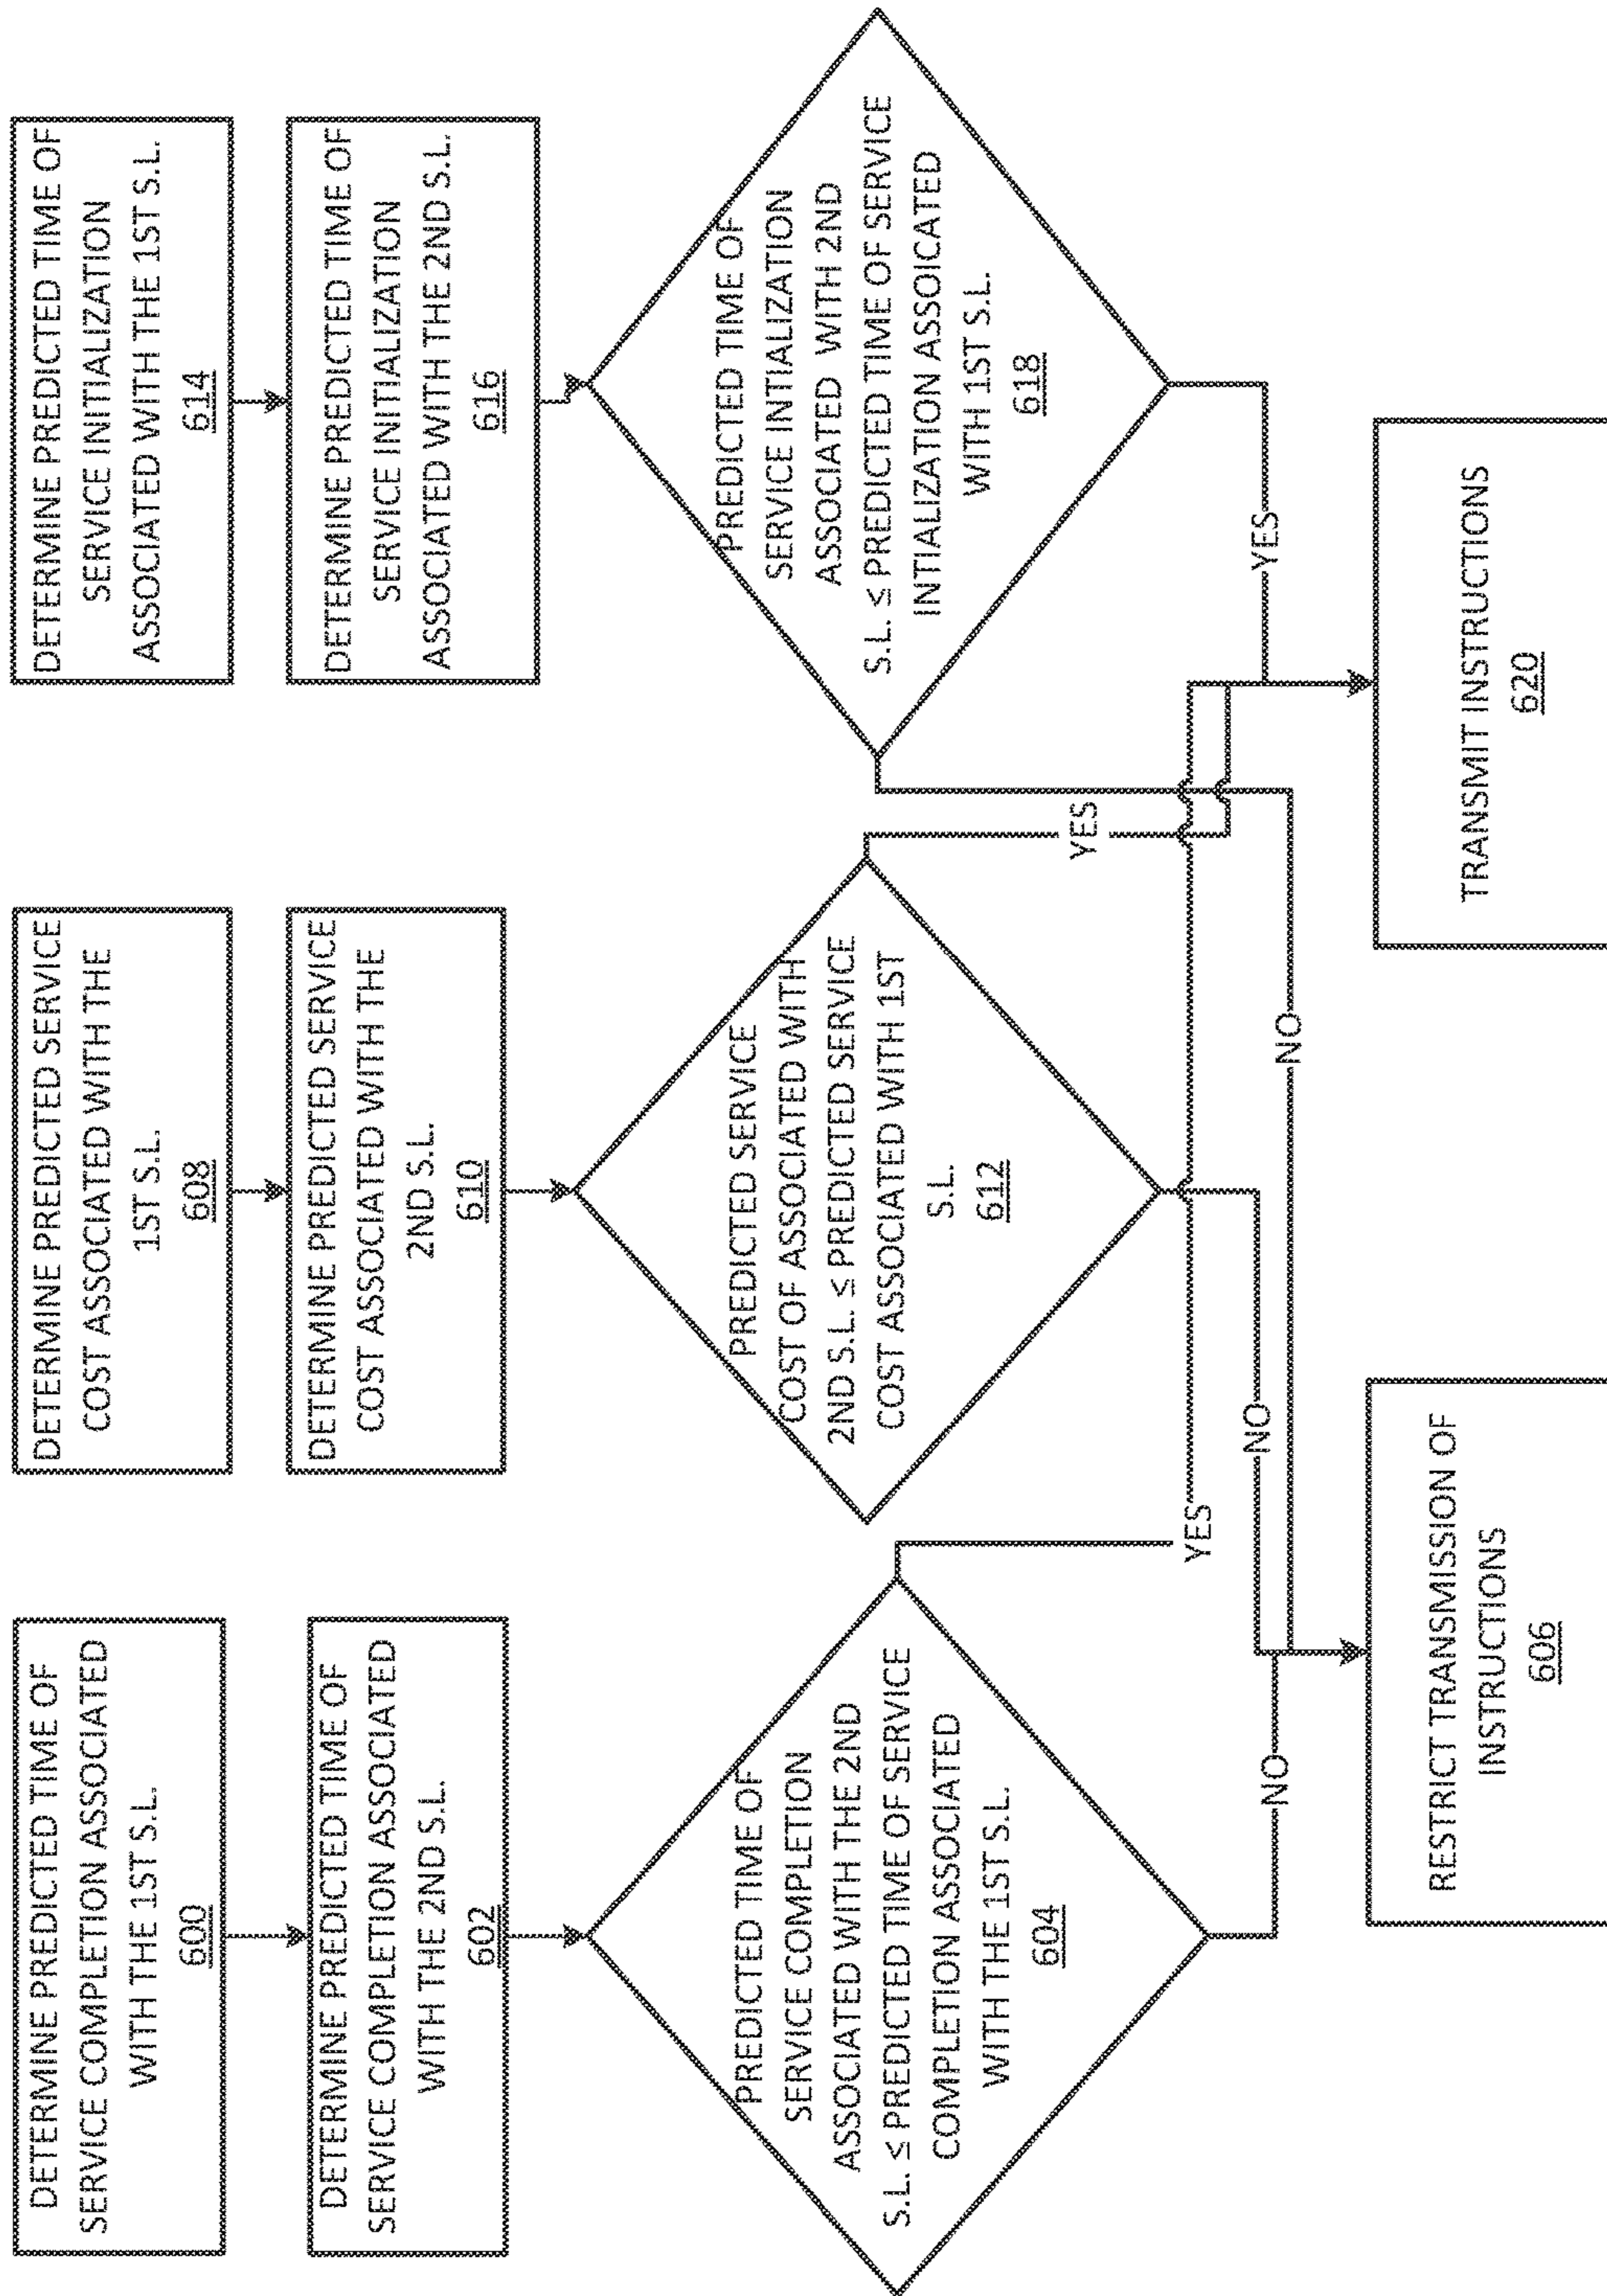 DETERMINE PREDICTED TIME OF
SERVICE COMPLETION ASSOCIATED
WITH THE 1ST S.L.
600
DETERMINE PREDICTED TIME OF
SERVICE COMPLETION ASSOCIATED
WITH THE 2ND S.L.
602
PREDICTED TIME OF
SERVICE COMPLETION
ASSOCIATED WITH THE 2ND
S.L. ≤ PREDICTED TIME OF SERVICE
COMPLETION ASSOCIATED
WITH THE 1ST S.L.
604
YES
NO
RESTRICT TRANSMISSION OF
INSTRUCTIONS
606
DETERMINE PREDICTED SERVICE
COST ASSOCIATED WITH THE
1ST S.L.
608
DETERMINE PREDICTED SERVICE
COST ASSOCIATED WITH THE
2ND S.L.
610
PREDICTED SERVICE
COST OF ASSOCIATED WITH
2ND S.L. ≤ PREDICTED SERVICE
COST ASSOCIATED WITH 1ST
S.L.
612
YES
NO
NO
DETERMINE PREDICTED TIME OF
SERVICE INITIALIZATION
ASSOCIATED WITH THE 1ST S.L.
614
DETERMINE PREDICTED TIME OF
SERVICE INITIALIZATION
ASSOCIATED WITH THE 2ND S.L.
616
PREDICTED TIME OF
SERVICE INTIALIZATION
ASSOCIATED WITH 2ND
S.L. ≤ PREDICTED TIME OF SERVICE
INTIALIZATION ASSOICATED
WITH 1ST S.L.
618
YES
TRANSMIT INSTRUCTIONS
620